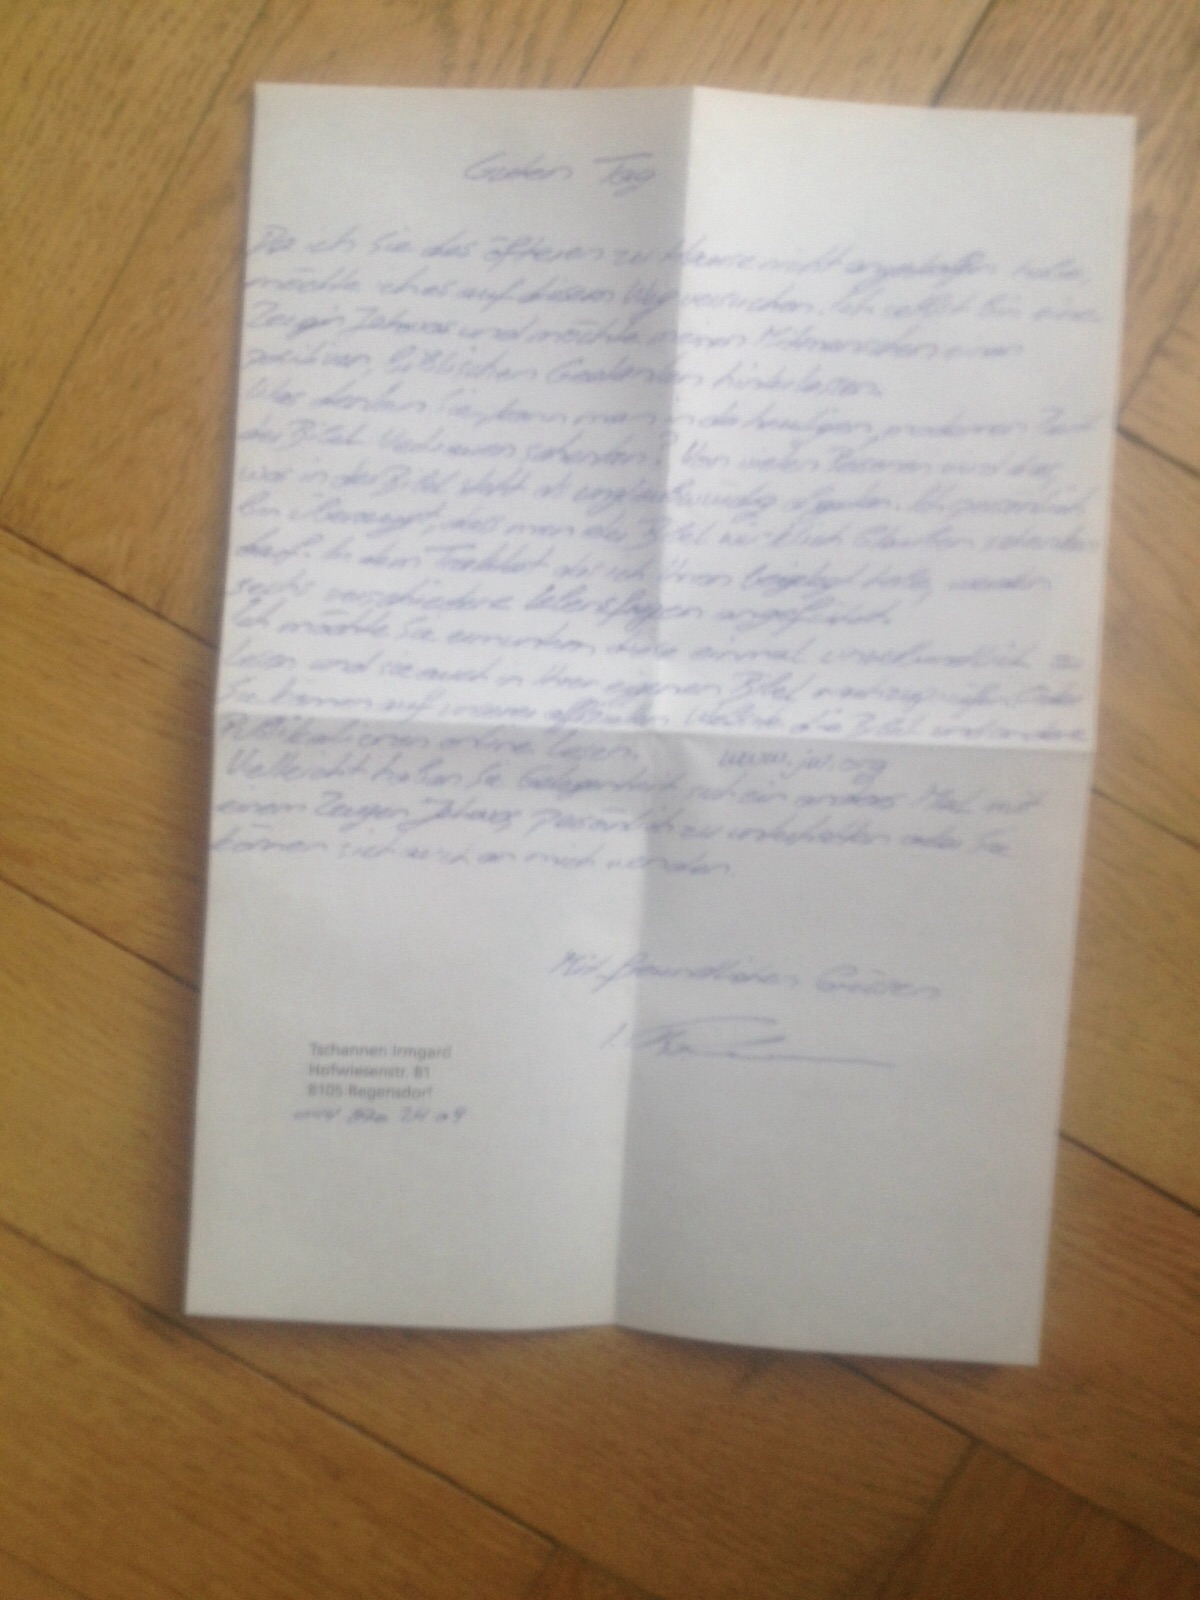 Guten Tag
Da ich Sie des öfteren zu Hause nicht angetroffen habe,
möchte ich es auf diesem Weg versuchen. Ich selbst bin eine
Zeugin Jehovas und möchte meinen Mitmenschen einen
positiven, biblischen Gedanken hinterlassen.
Was denken Sie, kann man in der heutigen, modernen Zeit
der Bibel Vertrauen schenken? Von vielen Personen wird das,
was in der Bibel steht als unglaubwürdig abgetan. Ich persönlich
bin überzeugt, dass man der Bibel wirklich Glauben schenken
darf. In dem Traktat das ich Ihnen beigelegt habe, werden
sechs verschiedene Lebensfragen angeführt.
Ich möchte Sie ermuntern diese einmal unverbindlich zu
lesen und sie auch in Ihrer eigenen Bibel nachzuprüfen. Oder
Sie können auf unserer offiziellen Website die Bibel und andere
Publikationen online lesen. www.jw.org
Vielleicht haben Sie Gelegenheit sich ein anderes Mal mit
einem Zeugen Jehovas persönlich zu unterhalten oder Sie
können sich auch an mich wenden.
Mit freundlichen Grüssen
Tschannen Irmgard
Hofwiesenstr. 81
8105 Regensdorf